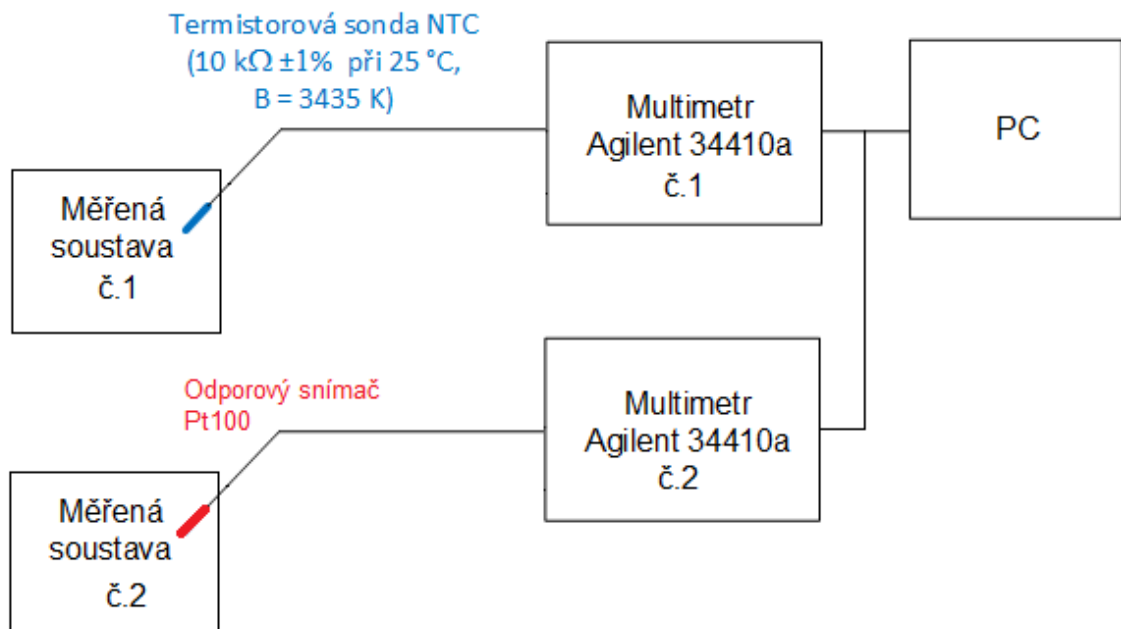 Termistorová sonda NTC
(10 kΩ ±1% při 25 °C,
B = 3435 K)
Multimetr
Agilent 34410a
č.1
PC
Měřená
soustava
č.1
Odporový snímač
Pt100
Multimetr
Agilent 34410a
č.2
Měřená
soustava
č.2